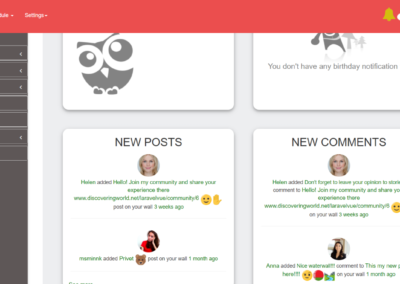 dule
Settings
You don't have any birthday notification
NEW POSTS
NEW COMMENTS
Helen added Hello! Join my community and share your
experience there
www.discoveringworld.net/laravelvue/community/6
post on your wall 3 weeks ago
Helen added Don't forget to leave your opinion to stories
comment to Hello! Join my community and share your
experience there
www.discoveringworld.net/laravelvue/community/6
on your wall 3 weeks ago
added Privet post on your wall 1 month ago
Anna added Nice waterwall!!! comment to This my new
here!!!!
on your wall 1 month ago